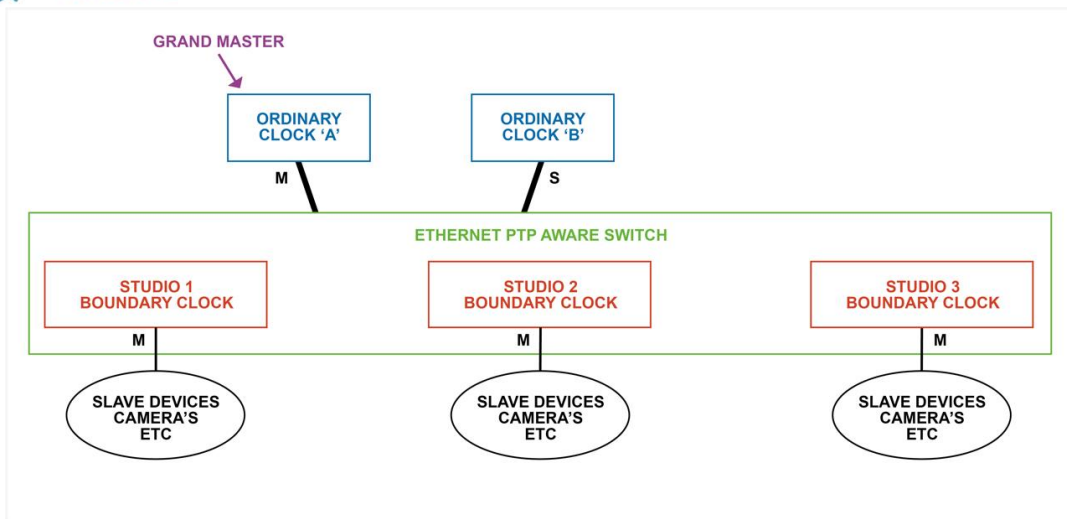 GRAND MASTER
ORDINARY
CLOCK ‘A’
ORDINARY
CLOCK ‘B’
M
S
ETHERNET PTP AWARE SWITCH
STUDIO 1
BOUNDARY CLOCK
STUDIO 2
BOUNDARY CLOCK
STUDIO 3
BOUNDARY CLOCK
M
M
M
SLAVE DEVICES
CAMERA’S
ETC
SLAVE DEVICES
CAMERA’S
ETC
SLAVE DEVICES
CAMERA’S
ETC